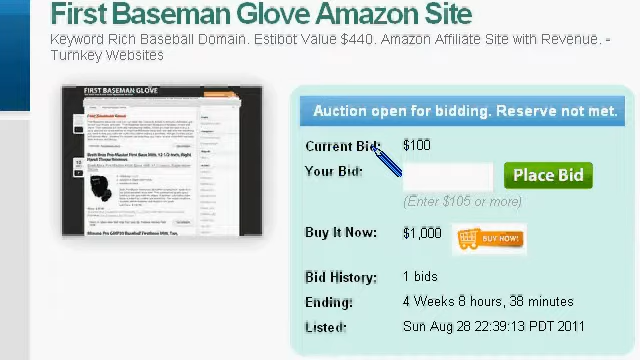 First Baseman Glove Amazon Site
Keyword Rich Baseball Domain. Estibot Value $440. Amazon Affiliate Site with Revenue. -
Turnkey Websites
FIRST BASEMAN GLOVE
Auction open for bidding. Reserve not met.
Current Bid: $100
Your Bid: Place Bid
(Enter $105 or more)
Buy It Now: $1,000 BUY NOW!
Bid History: 1 bids
Ending: 4 Weeks 8 hours, 38 minutes
Listed: Sun Aug 28 22:39:13 PDT 2011